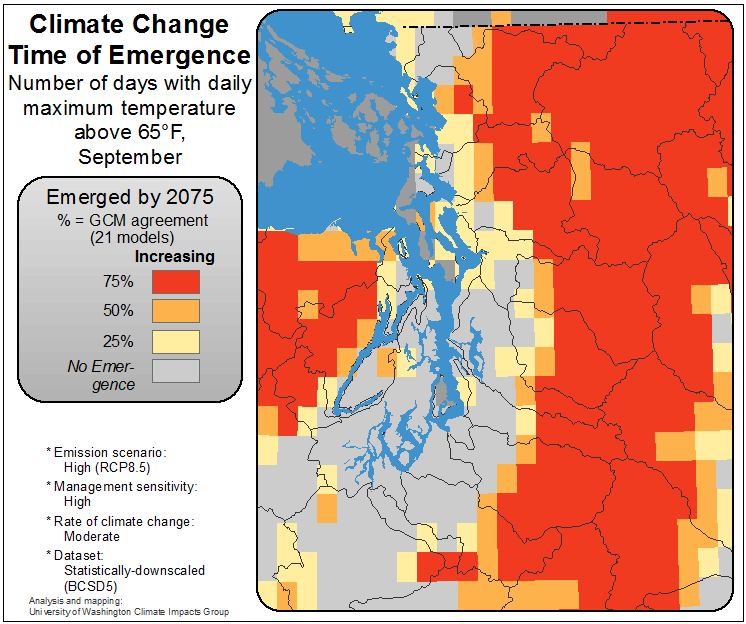 Climate Change
Time of Emergence
Number of days with daily
maximum temperature
above 65°F,
September
Emerged by 2075
% = GCM agreement
(21 models)
Increasing
75%
50%
25%
No Emer-
gence
* Emission scenario:
High (RCP8.5)
* Management sensitivity:
High
* Rate of climate change:
Moderate
* Dataset:
Statistically-downscaled
(BCSD5)
Analysis and mapping:
University of Washington Climate Impacts Group